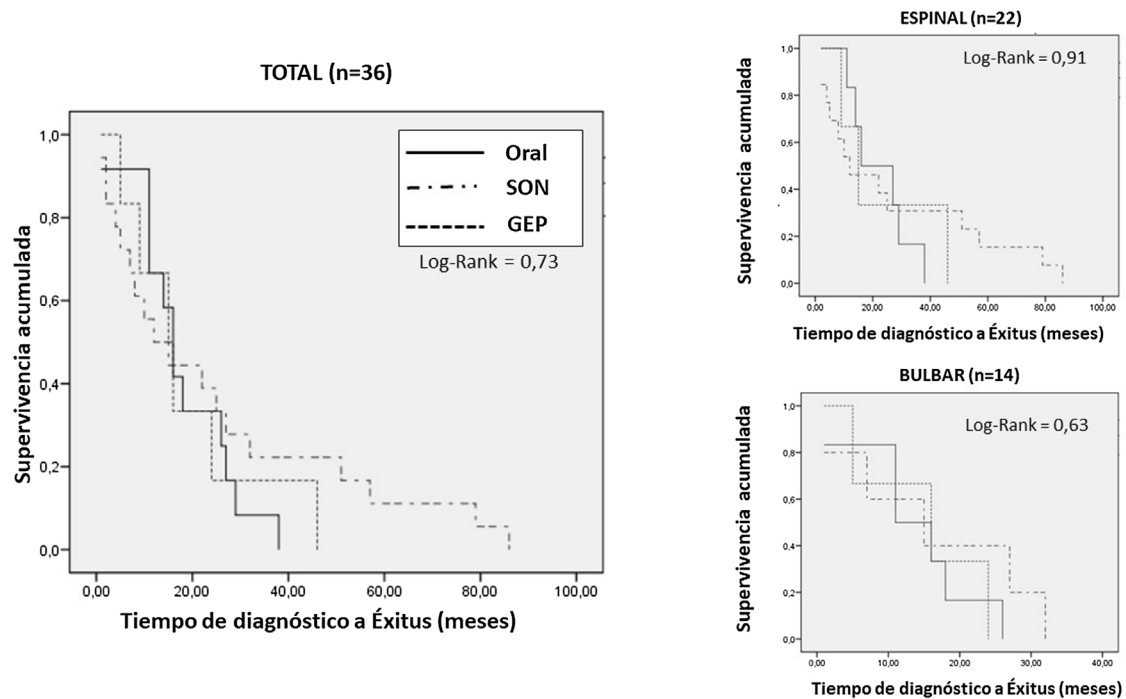 TOTAL (n=36)
Supervivencia acumulada
1,0
0,8
0,6
0,4
0,2
0,0
Oral
SON
GEP
Log-Rank = 0,73
0,00 20,00 40,00 60,00 80,00 100,00
Tiempo de diagnóstico a Éxitus (meses)
ESPINAL (n=22)
Log-Rank = 0,91
Supervivencia acumulada
1,0
0,8
0,6
0,4
0,2
0,0
0,00 20,00 40,00 60,00 80,00 100,00
Tiempo de diagnóstico a Éxitus (meses)
BULBAR (n=14)
Log-Rank = 0,63
Supervivencia acumulada
1,0
0,8
0,6
0,4
0,2
0,0
0,00 10,00 20,00 30,00 40,00
Tiempo de diagnóstico a Éxitus (meses)